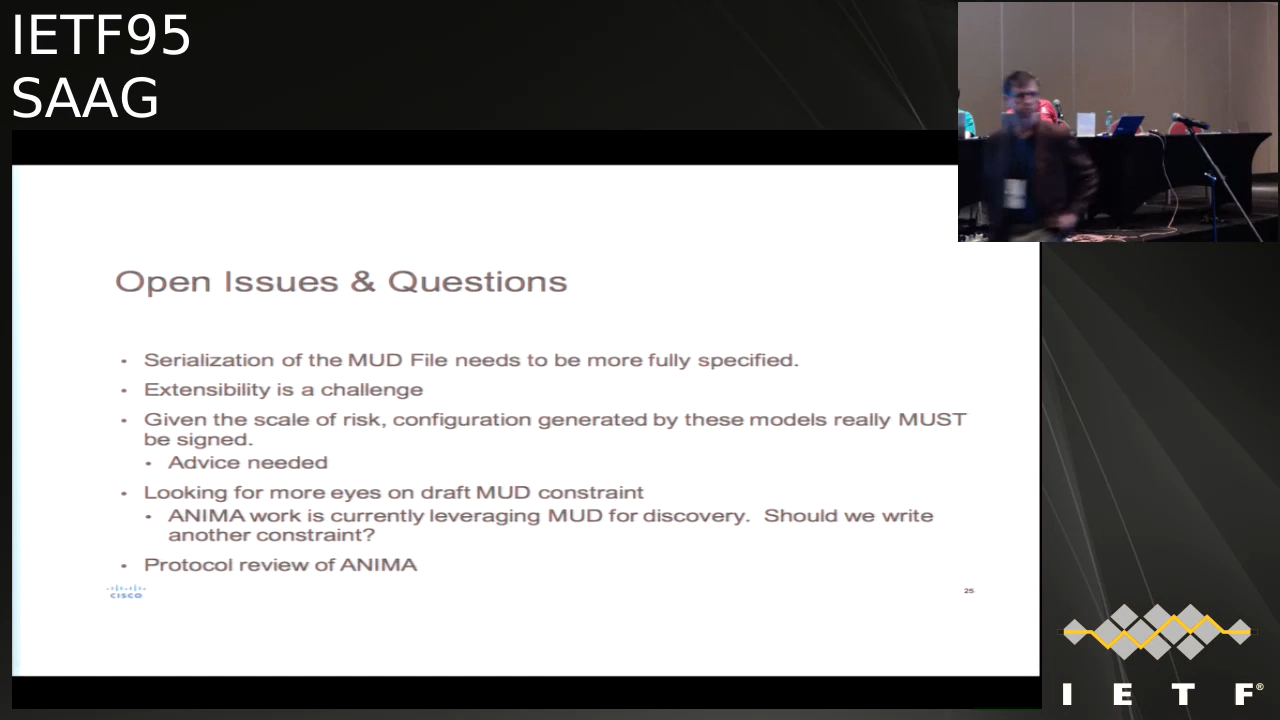 IETF95
SAAG
Open Issues & Questions
• Serialization of the MUD File needs to be more fully specified.
• Extensibility is a challenge
• Given the scale of risk, configuration generated by these models really MUST
be signed.
• Advice needed
• Looking for more eyes on draft MUD constraint
• ANIMA work is currently leveraging MUD for discovery. Should we write
another constraint?
• Protocol review of ANIMA
CISCO
25
I E T F®